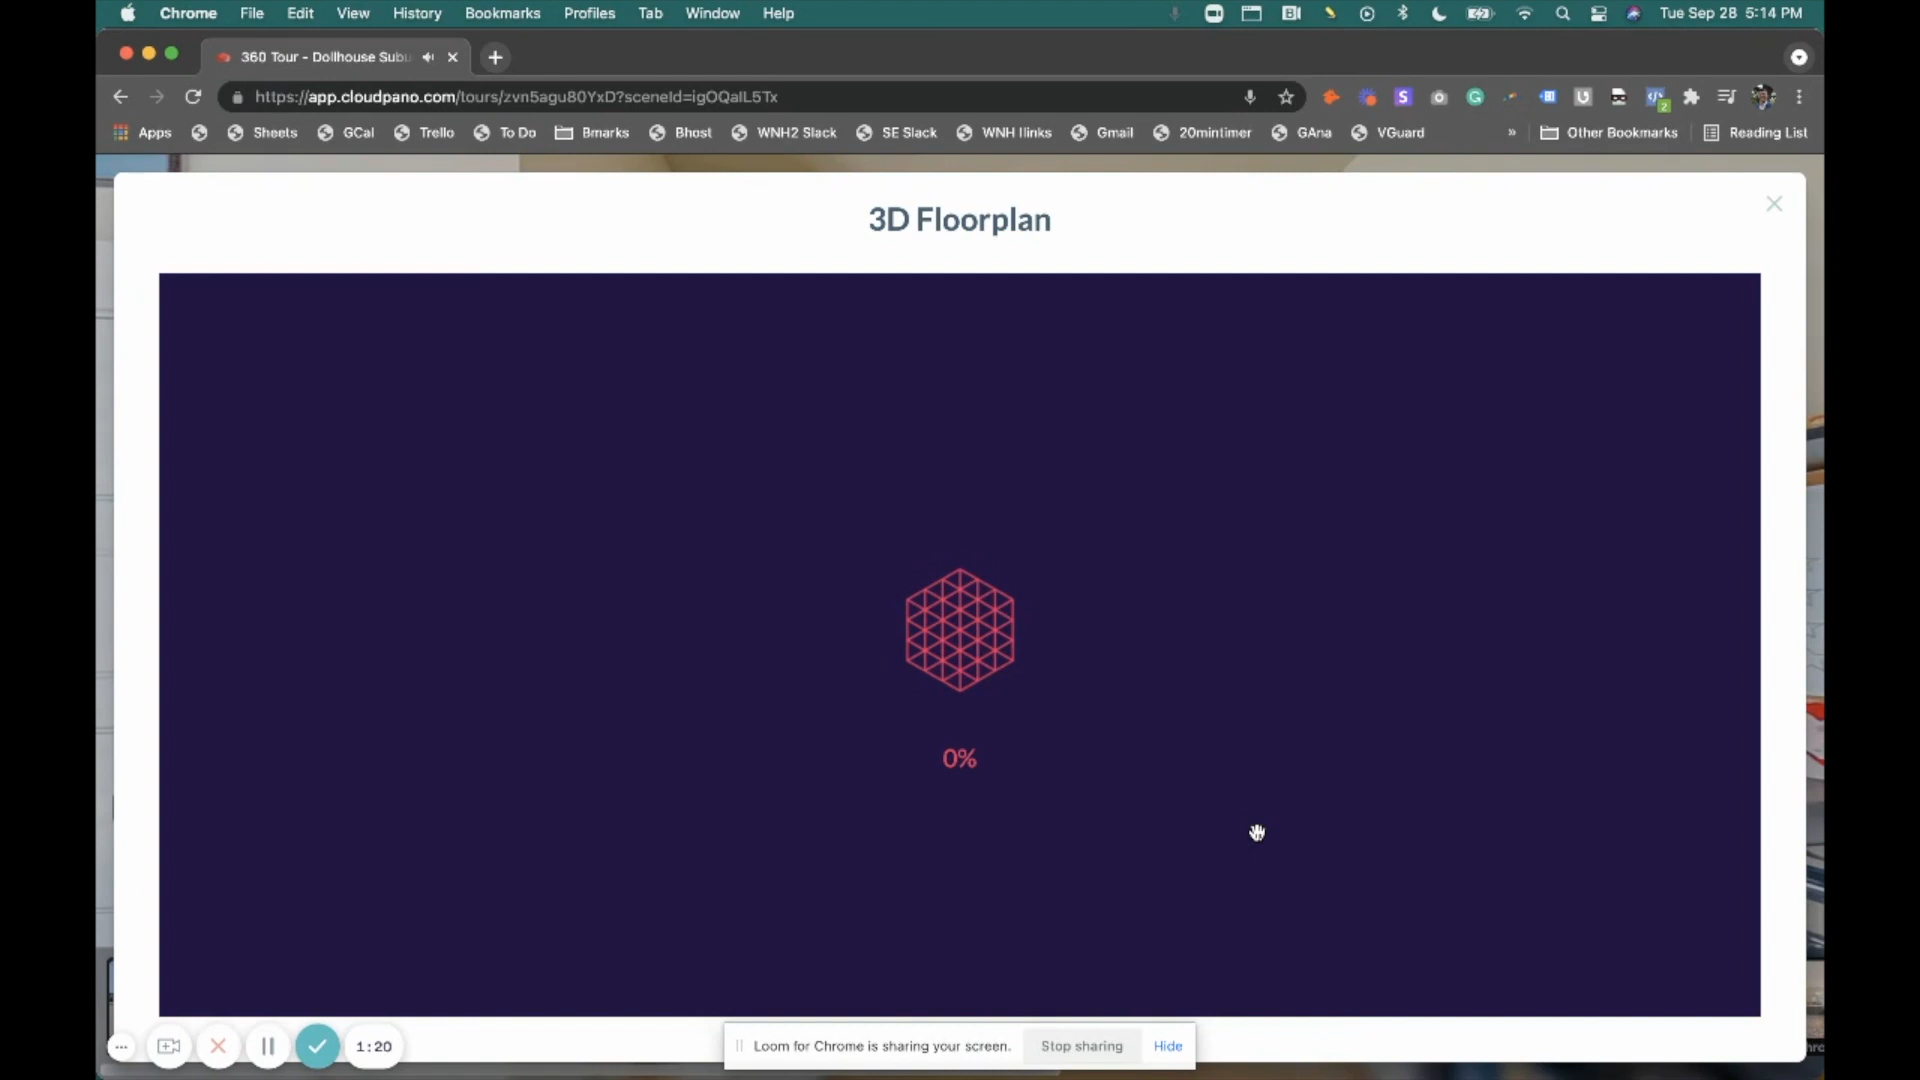 Chrome File Edit View History Bookmarks Profiles Tab Window Help Tue Sep 28 5:14 PM
360 Tour - Dollhouse Subu
https://app.cloudpano.com/tours/zvn5agu80YxD?sceneId=igOQaIL5Tx
Apps Sheets GCal Trello To Do Bmarks Bhost WNH2 Slack SE Slack WNH llinks Gmail 20mintimer GAna VGuard » Other Bookmarks Reading List
3D Floorplan
0%
1:20
Loom for Chrome is sharing your screen. Stop sharing Hide